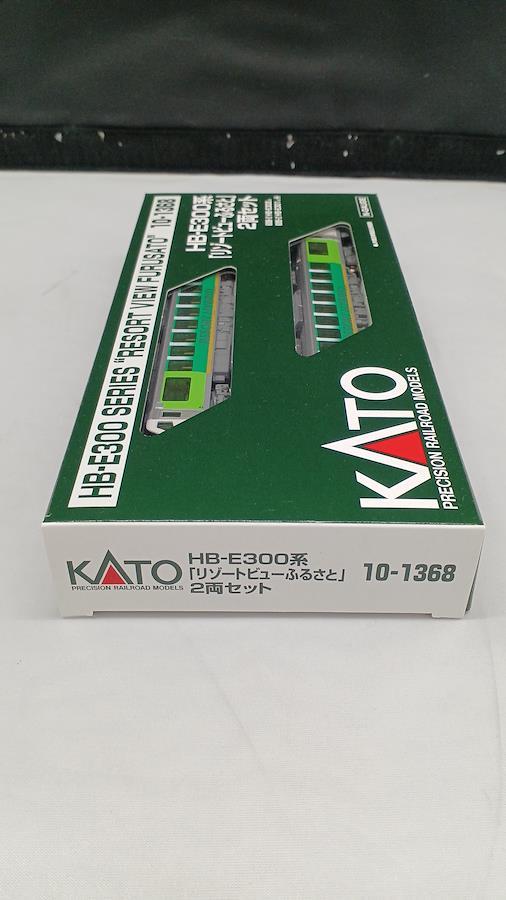 HB-E300 SERIES "RESORT VIEW FURUSATO" 10-1368
HB-E300系
「リゾートビューふるさと」
2両セット
N-GAUGE
KATO
PRECISION RAILROAD MODELS
KATO
PRECISION RAILROAD MODELS
HB-E300系
「リゾートビューふるさと」
2両セット
10-1368